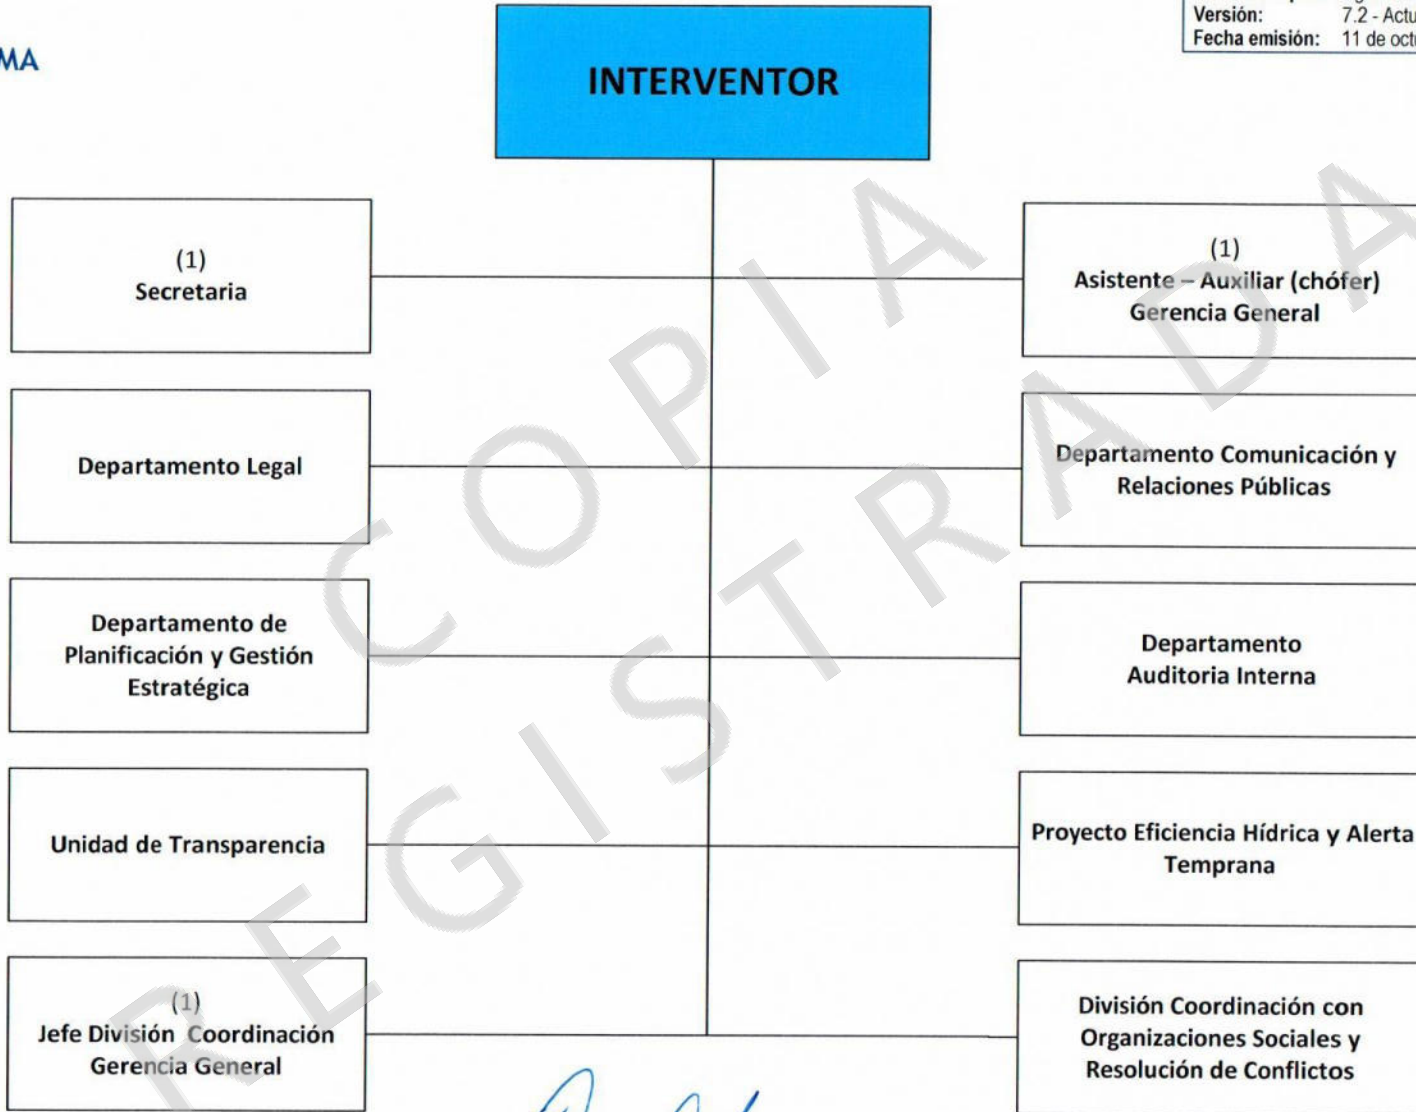 MA
Versión: 7.2 - Actu
Fecha emisión: 11 de octu
INTERVENTOR
(1)
Secretaria
(1)
Asistente – Auxiliar (chófer)
Gerencia General
Departamento Legal
Departamento Comunicación y
Relaciones Públicas
Departamento de
Planificación y Gestión
Estratégica
Departamento
Auditoria Interna
Unidad de Transparencia
Proyecto Eficiencia Hídrica y Alerta
Temprana
(1)
Jefe División Coordinación
Gerencia General
División Coordinación con
Organizaciones Sociales y
Resolución de Conflictos
COPIA
REGISTRADA